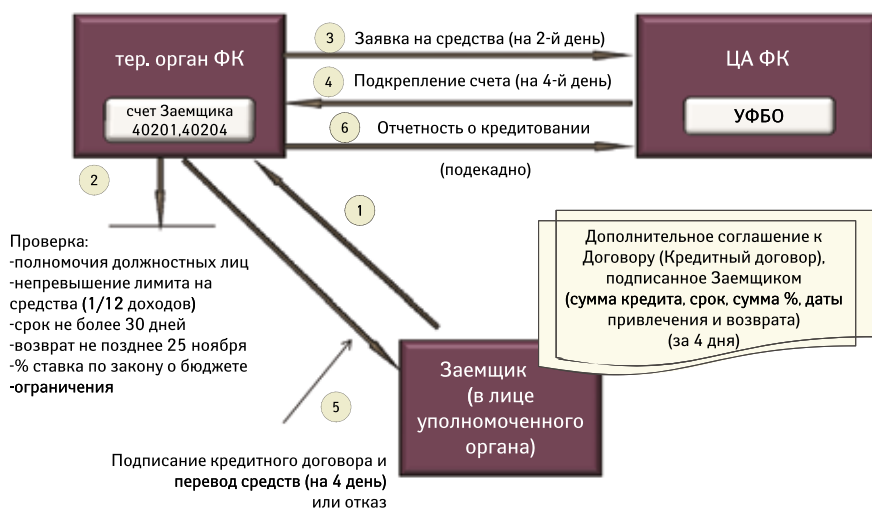 тер. орган ФК
счет Заемщика
40201,40204
3
Заявка на средства (на 2-й день)
4
Подкрепление счета (на 4-й день)
6
Отчетность о кредитовании
(подекадно)
ЦА ФК
УФБО
2
1
Проверка:
-полномочия должностных лиц
-непревышение лимита на
средства (1/12 доходов)
-срок не более 30 дней
-возврат не позднее 25 ноября
-% ставка по закону о бюджете
-ограничения
Дополнительное соглашение к
Договору (Кредитный договор),
подписанное Заемщиком
(сумма кредита, срок, сумма %, даты
привлечения и возврата)
(за 4 дня)
Заемщик
(в лице
уполномоченного
органа)
5
Подписание кредитного договора и
перевод средств (на 4 день)
или отказ